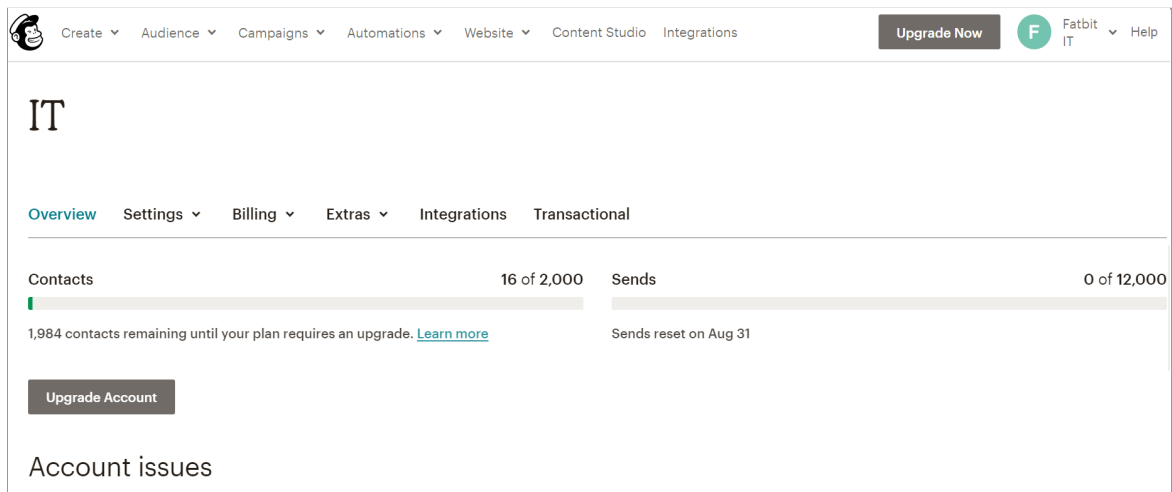 Create Audience Campaigns Automations Website Content Studio Integrations Upgrade Now F Fatbit IT Help
IT
Overview Settings Billing Extras Integrations Transactional
Contacts 16 of 2,000 Sends 0 of 12,000
1,984 contacts remaining until your plan requires an upgrade. Learn more Sends reset on Aug 31
Upgrade Account
Account issues